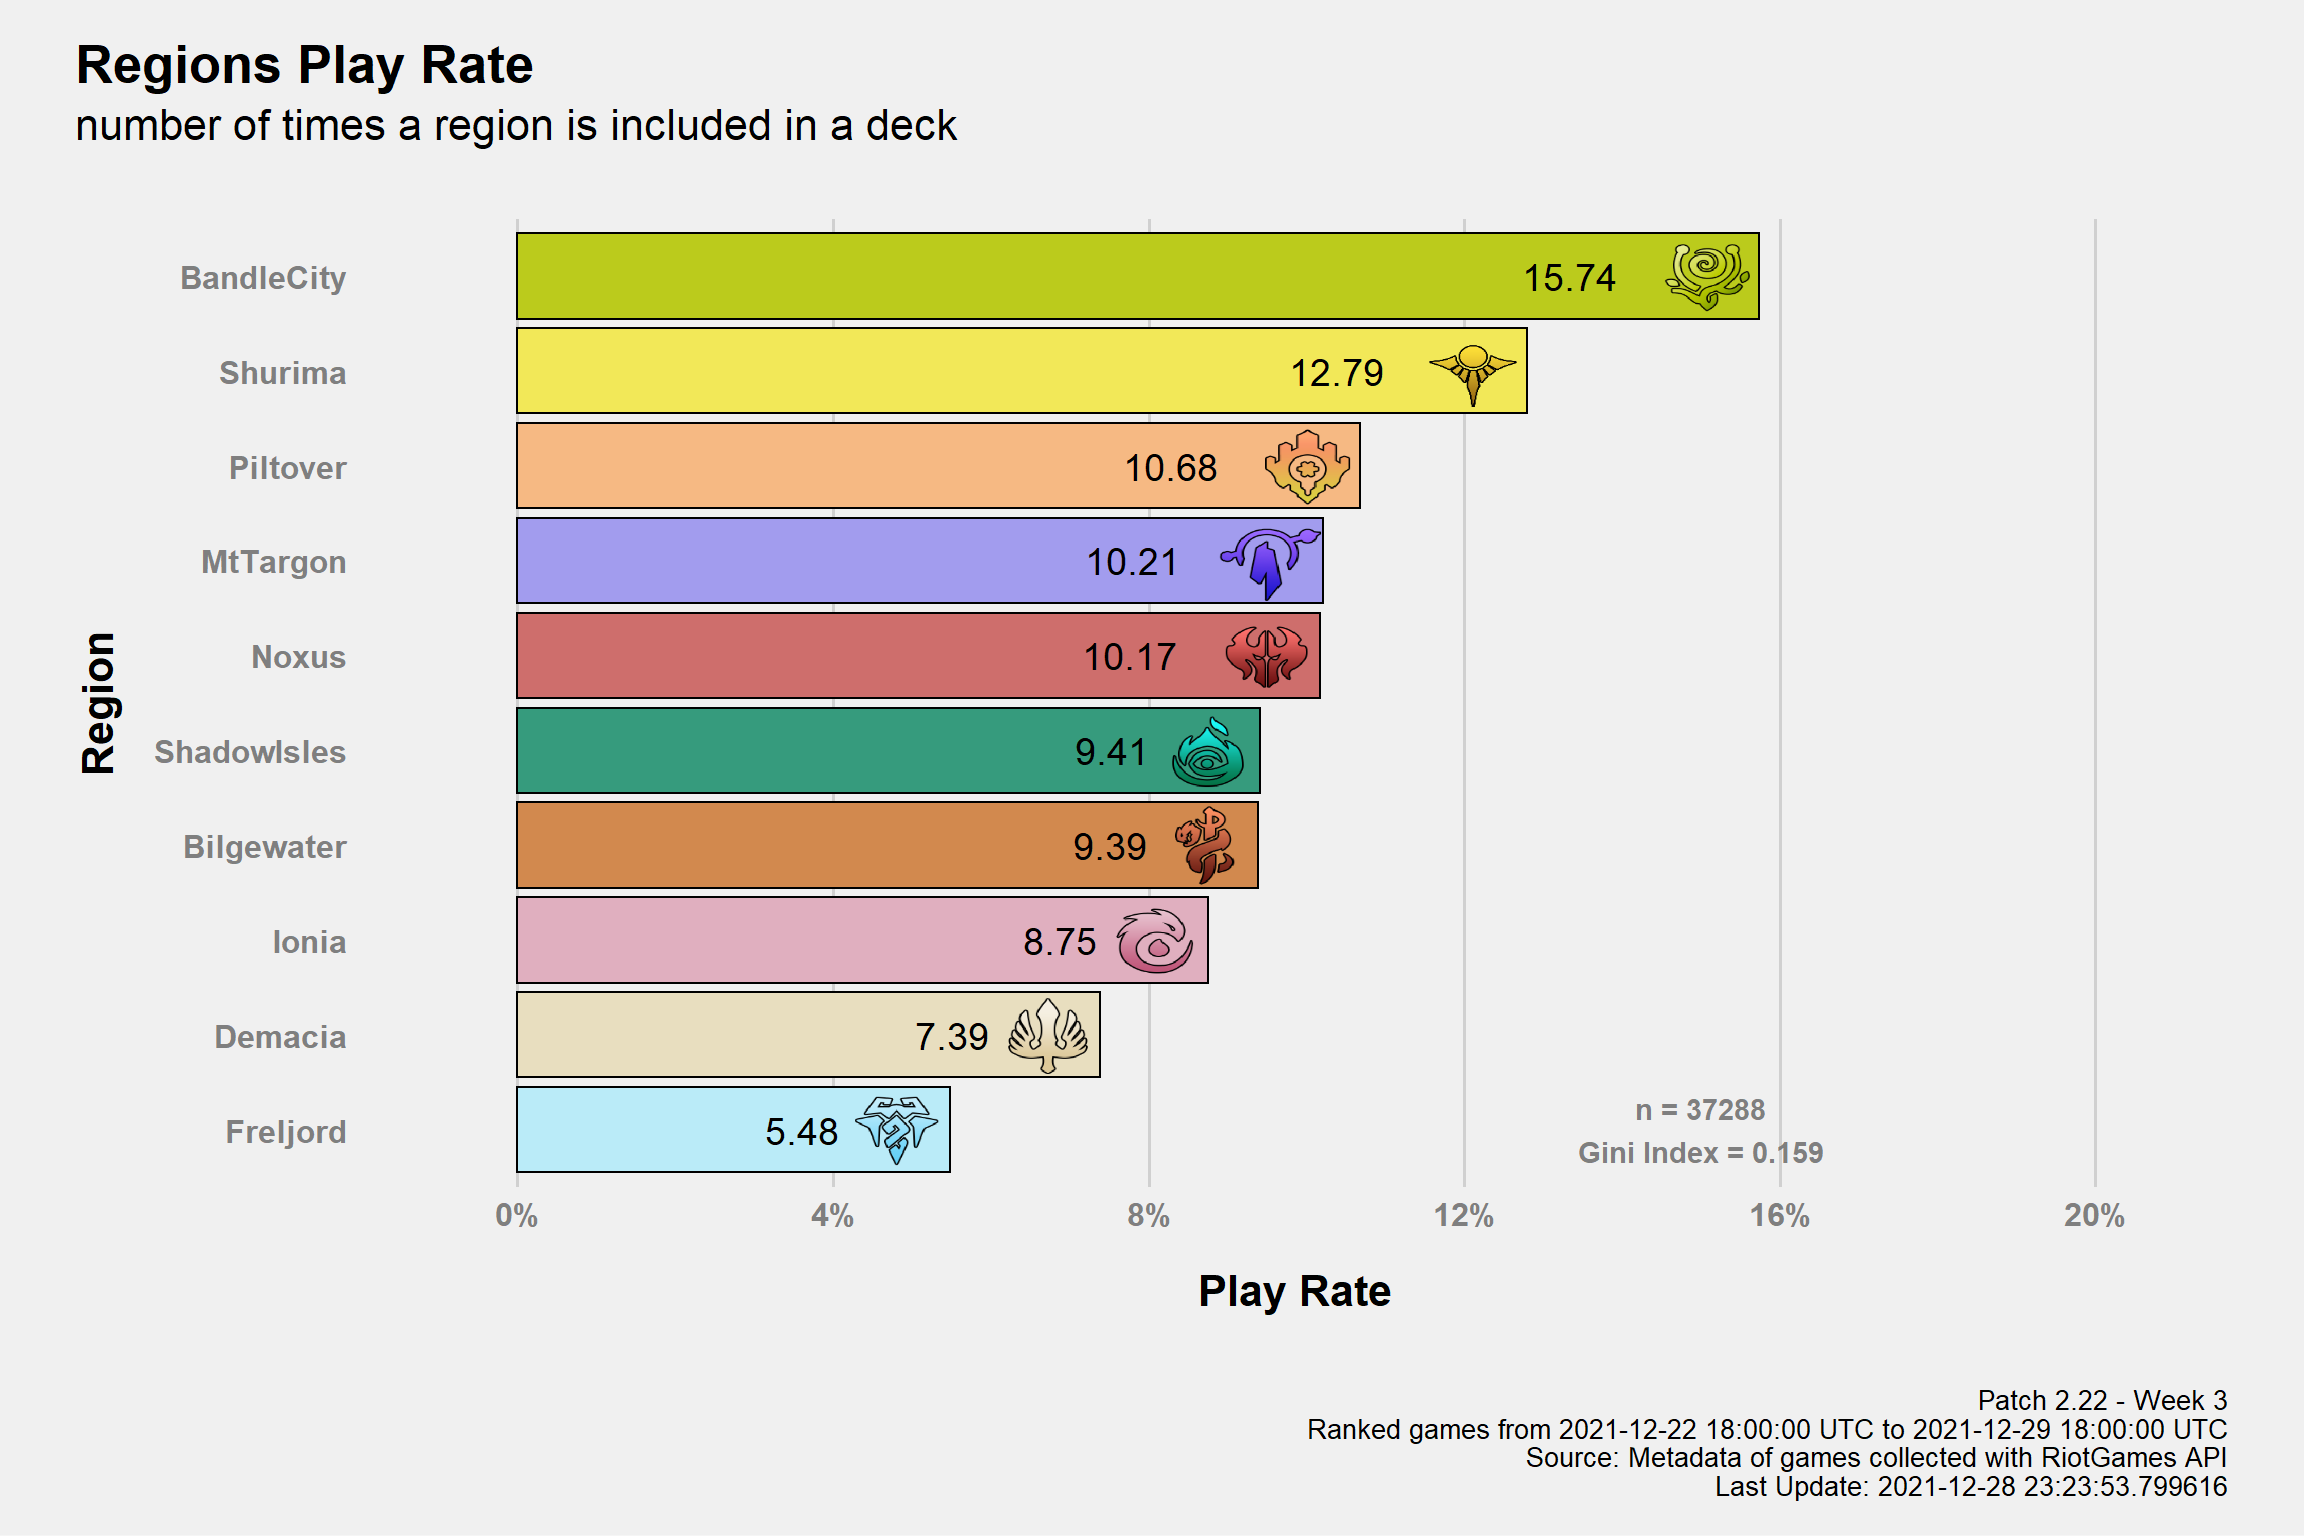 Regions Play Rate
number of times a region is included in a deck
Region
BandleCity 15.74
Shurima 12.79
Piltover 10.68
MtTargon 10.21
Noxus 10.17
ShadowIsles 9.41
Bilgewater 9.39
Ionia 8.75
Demacia 7.39
Freljord 5.48
n = 37288
Gini Index = 0.159
0% 4% 8% 12% 16% 20%
Play Rate
Patch 2.22 - Week 3
Ranked games from 2021-12-22 18:00:00 UTC to 2021-12-29 18:00:00 UTC
Source: Metadata of games collected with RiotGames API
Last Update: 2021-12-28 23:23:53.799616